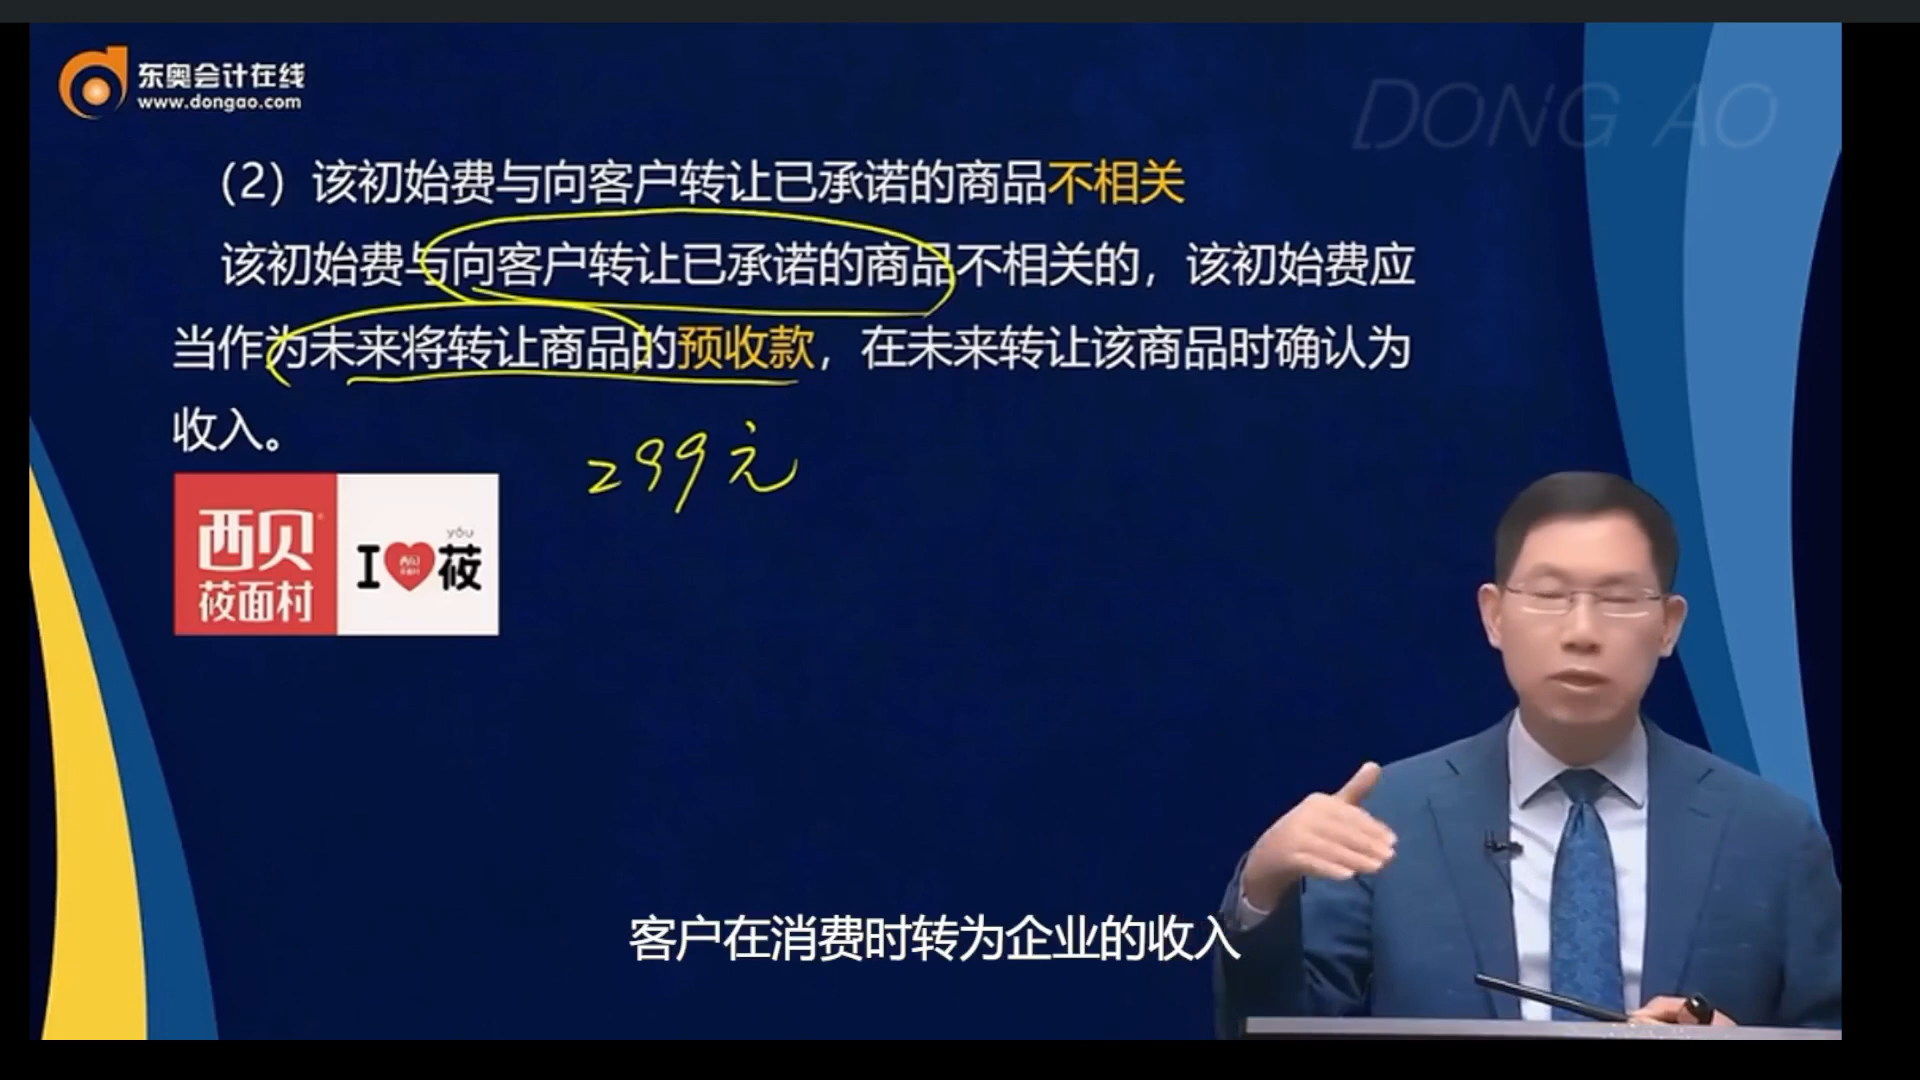 东奥会计在线
www.dongao.com
DONG AO
（2）该初始费与向客户转让已承诺的商品不相关
该初始费与向客户转让已承诺的商品不相关的，该初始费应
当作为未来将转让商品的预收款，在未来转让该商品时确认为
收入。
299元
西贝
莜面村
yóu
I 莜
客户在消费时转为企业的收入